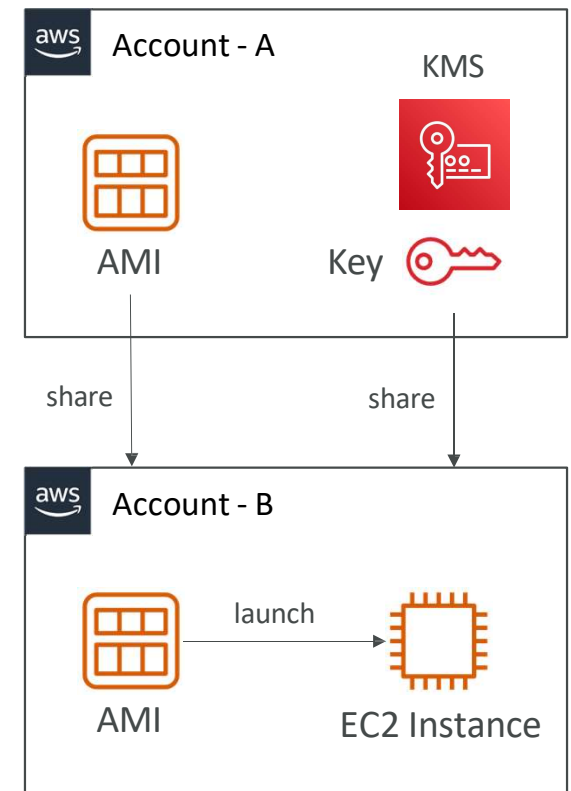 aws
Account - A
KMS
AMI
Key
share
share
aws
Account - B
launch
AMI
EC2 Instance